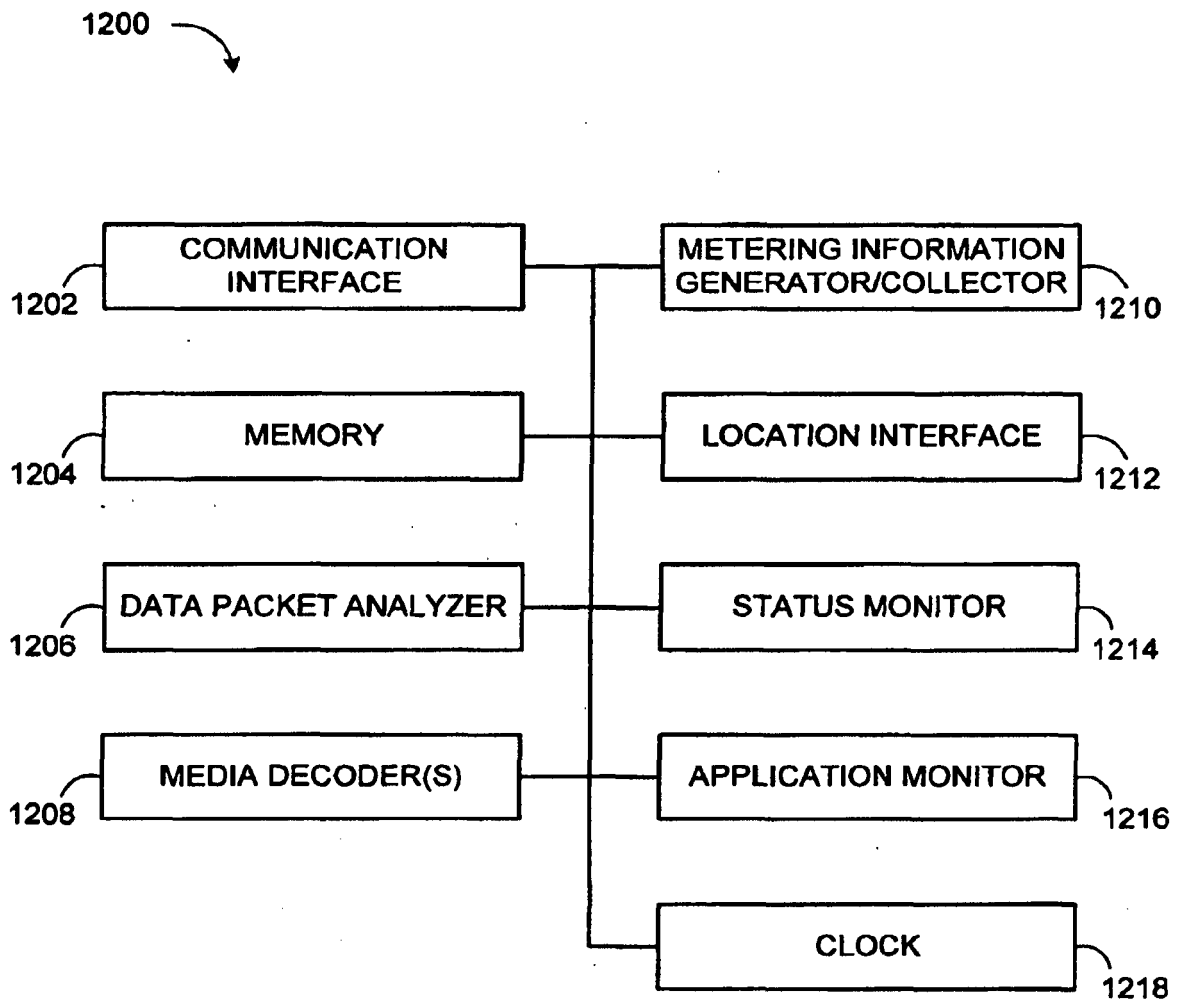 1200
COMMUNICATION
INTERFACE
1202
METERING INFORMATION
GENERATOR/COLLECTOR
1210
MEMORY
1204
LOCATION INTERFACE
1212
DATA PACKET ANALYZER
1206
STATUS MONITOR
1214
MEDIA DECODER(S)
1208
APPLICATION MONITOR
1216
CLOCK
1218